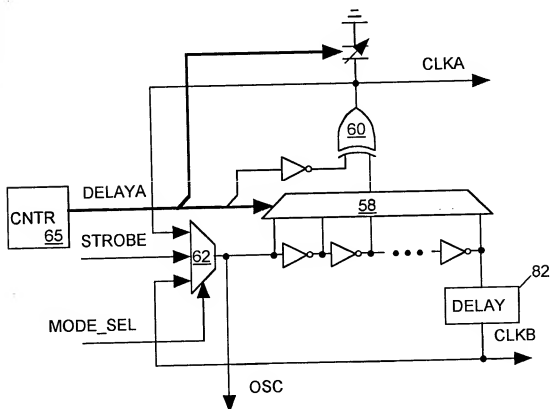 CLKA
60
DELAYA
CNTR
65
58
STROBE
62
82
DELAY
MODE_SEL
CLKB
OSC